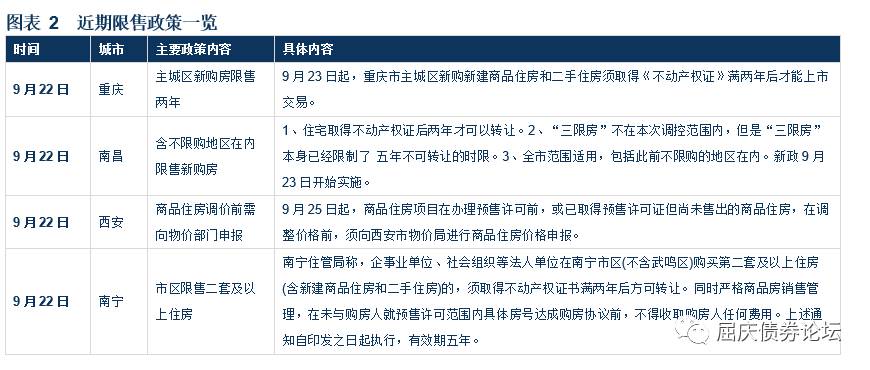 图表 2 近期限售政策一览
时间 城市 主要政策内容 具体内容
9月22日 重庆 主城区新购房限售两年
9月23日起，重庆市主城区新购新建商品住房和二手住房须取得《不动产权证》满两年后才能上市
交易。
9月22日 南昌 含不限购地区在内
限售新购房
1、住宅取得不动产权证后两年才可以转让。2、“三限房”不在本次调控范围内，但是“三限房”
本身已经限制了 五年不可转让的时限。3、全市范围适用，包括此前不限购的地区在内。新政9月
23日开始实施。
9月22日 西安 商品住房调价前需
向物价部门申报
9月25日起，商品住房项目在办理预售许可前，或已取得预售许可证但尚未售出的商品住房，在调
整价格前，须向西安市物价局进行商品住房价格申报。
9月22日 南宁 市区限售二套及以
上住房
南宁住管局称，企事业单位、社会组织等法人单位在南宁市区(不含武鸣区)购买第二套及以上住房
(含新建商品住房和二手住房)的，须取得不动产权证书满两年后方可转让。同时严格商品房销售管
理，在未与购房人就预售许可范围内具体房号达成购房协议前，不得收取购房人任何费用。上述通
知自印发之日起执行，有效期五年。
屈庆债券论坛